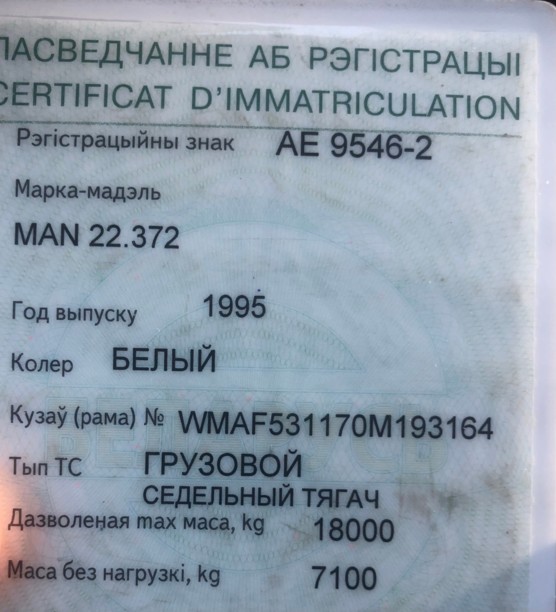 ПАСВЕДЧАННЕ АБ РЭГІСТРАЦЫІ
CERTIFICAT D'IMMATRICULATION
Рэгістрацыйны знак AE 9546-2
Марка-мадэль
MAN 22.372
Год выпуску 1995
Колер БЕЛЫЙ
Кузаў (рама) № WMAF531170M193164
Тып ТС ГРУЗОВОЙ
СЕДЕЛЬНЫЙ ТЯГАЧ
Дазволеная max маса, kg 18000
Маса без нагрузкі, kg 7100